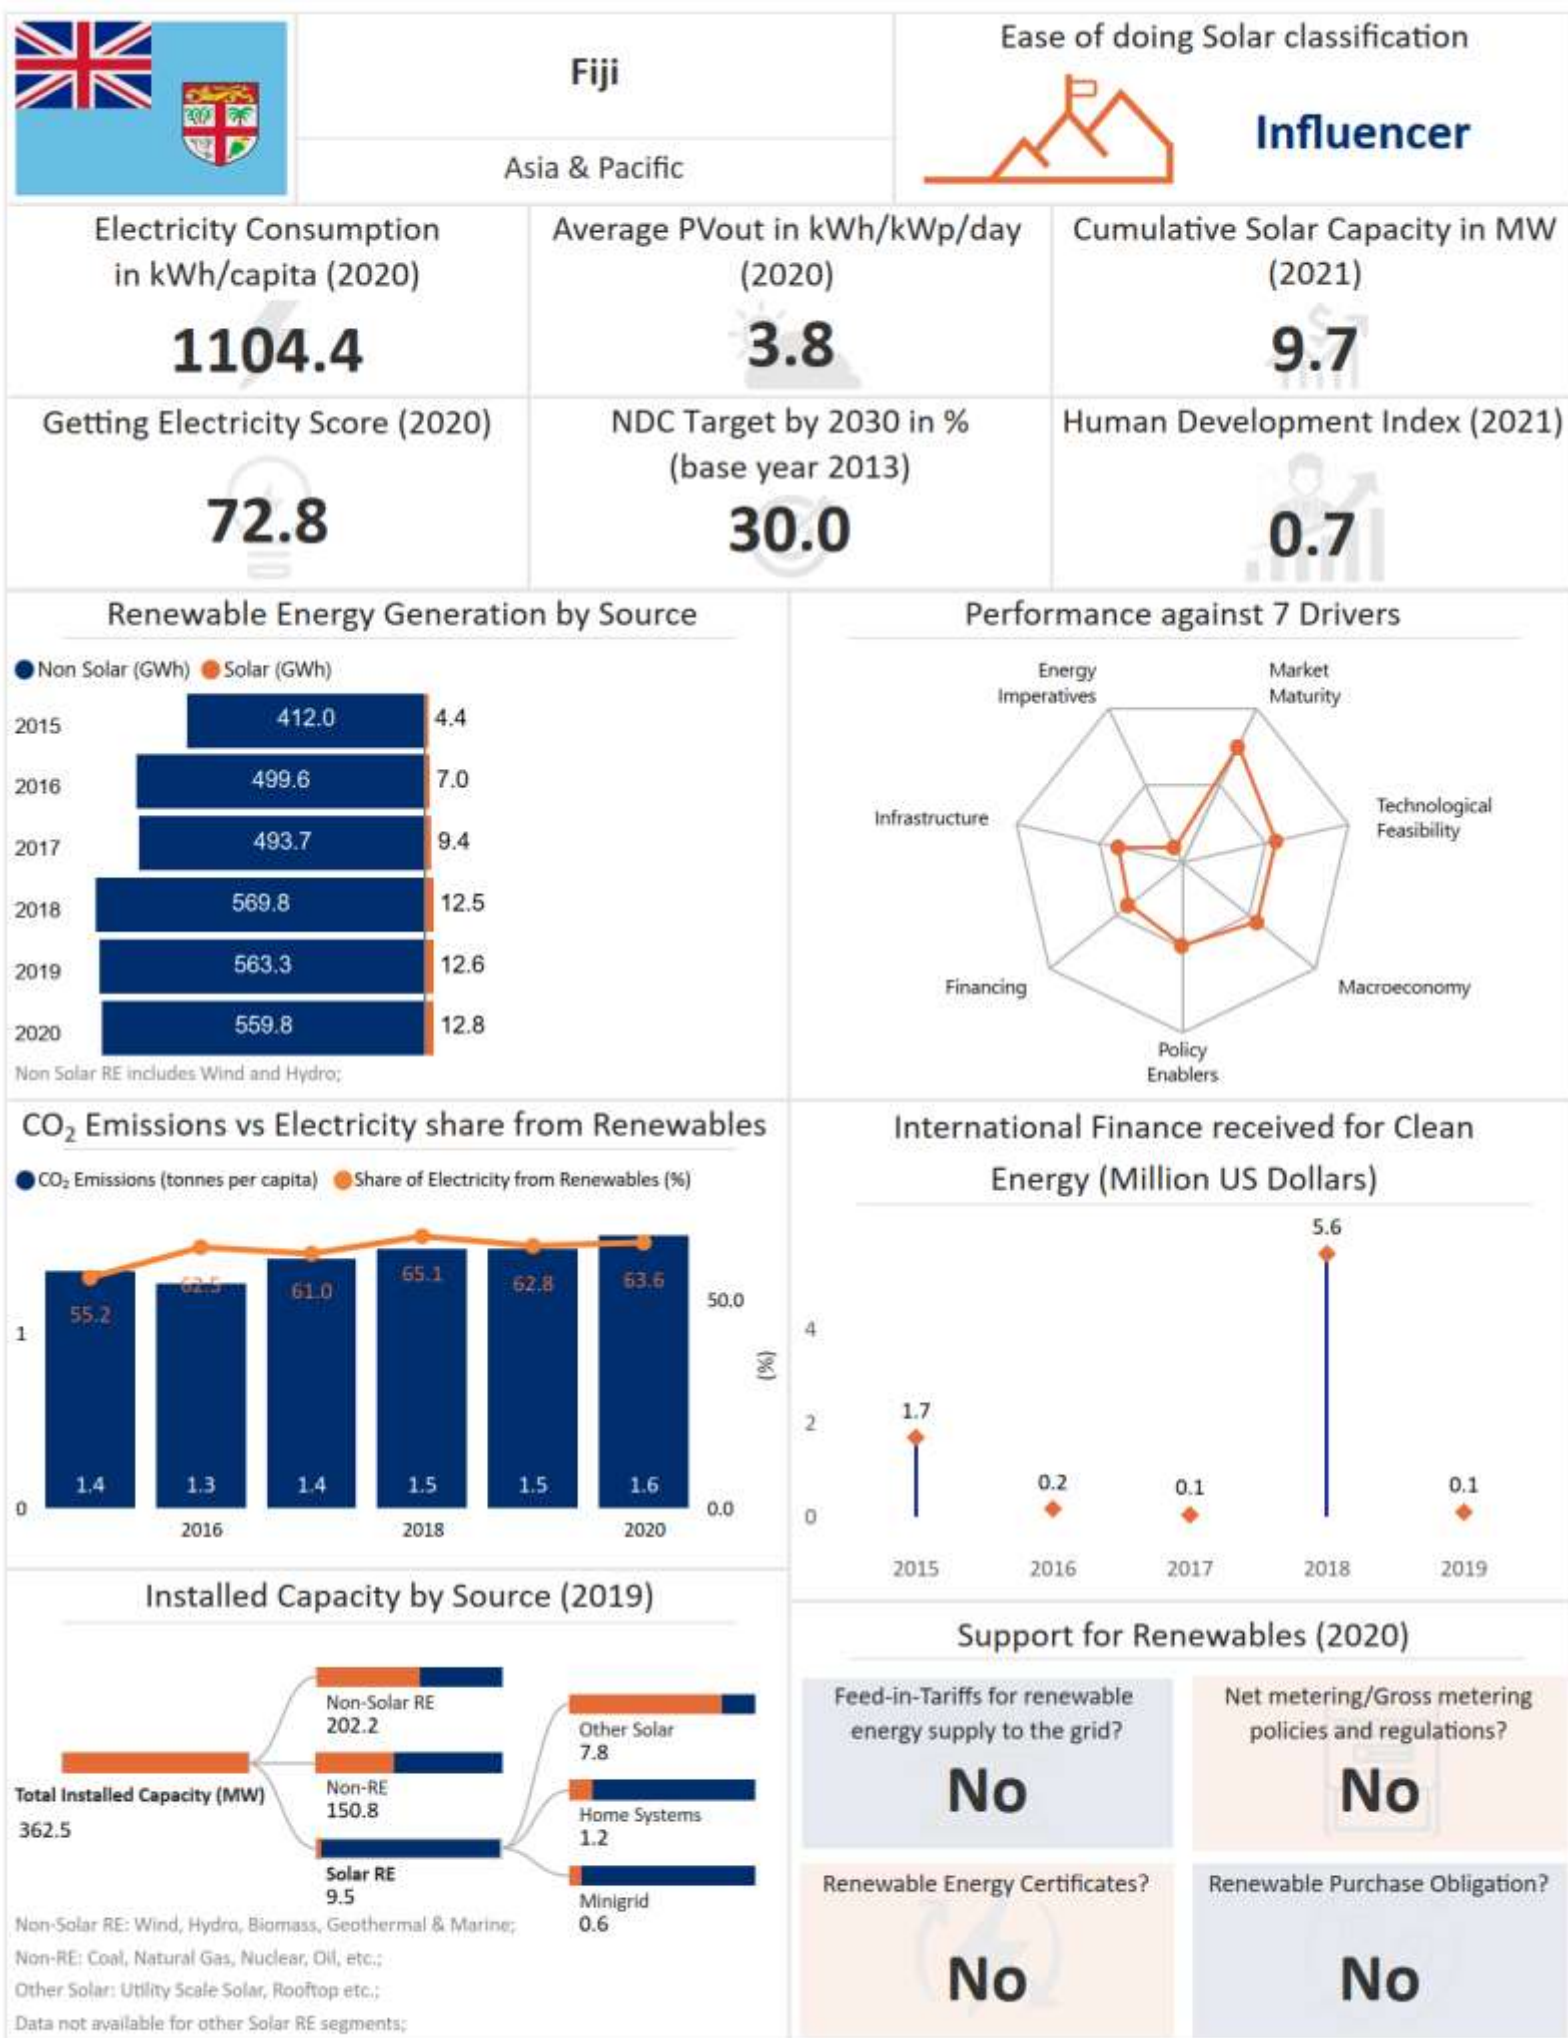 Fiji
Asia & Pacific
Ease of doing Solar classification
Influencer
Electricity Consumption
in kWh/capita (2020)
1104.4
Average PVout in kWh/kWp/day
(2020)
3.8
Cumulative Solar Capacity in MW
(2021)
9.7
Getting Electricity Score (2020)
72.8
NDC Target by 2030 in %
(base year 2013)
30.0
Human Development Index (2021)
0.7
Renewable Energy Generation by Source
Non Solar (GWh) Solar (GWh)
2015 412.0 4.4
2016 499.6 7.0
2017 493.7 9.4
2018 569.8 12.5
2019 563.3 12.6
2020 559.8 12.8
Non Solar RE includes Wind and Hydro;
Performance against 7 Drivers
Energy
Imperatives
Market
Maturity
Infrastructure
Technological
Feasibility
Financing
Macroeconomy
Policy
Enablers
CO₂ Emissions vs Electricity share from Renewables
CO₂ Emissions (tonnes per capita) Share of Electricity from Renewables (%)
55.2 62.5 61.0 65.1 62.8 63.6
50.0
1
(%)
1.4 1.3 1.4 1.5 1.5 1.6
0 0.0
2016 2018 2020
International Finance received for Clean
Energy (Million US Dollars)
5.6
4
1.7
2
0.2 0.1 0.1
0
2015 2016 2017 2018 2019
Installed Capacity by Source (2019)
Total Installed Capacity (MW)
362.5
Non-Solar RE
202.2
Non-RE
150.8
Solar RE
9.5
Other Solar
7.8
Home Systems
1.2
Minigrid
0.6
Non-Solar RE: Wind, Hydro, Biomass, Geothermal & Marine;
Non-RE: Coal, Natural Gas, Nuclear, Oil, etc.;
Other Solar: Utility Scale Solar, Rooftop etc.;
Data not available for other Solar RE segments;
Support for Renewables (2020)
Feed-in-Tariffs for renewable
energy supply to the grid?
No
Net metering/Gross metering
policies and regulations?
No
Renewable Energy Certificates?
No
Renewable Purchase Obligation?
No